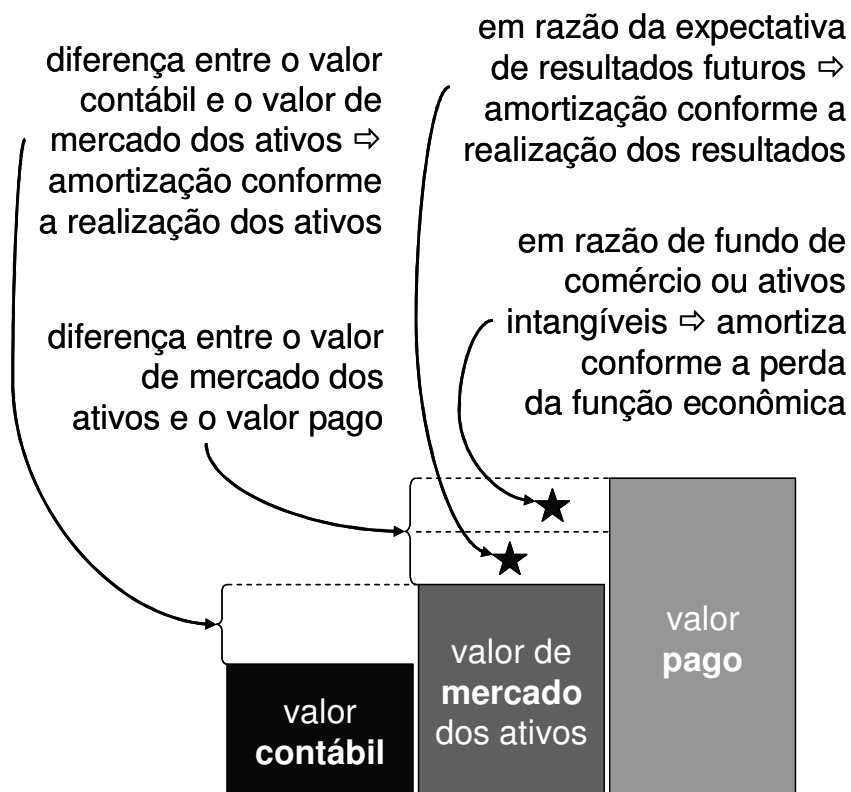 diferença entre o valor
contábil e o valor de
mercado dos ativos ⇨
amortização conforme
a realização dos ativos
em razão da expectativa
de resultados futuros ⇨
amortização conforme a
realização dos resultados
em razão de fundo de
comércio ou ativos
intangíveis ⇨ amortiza
conforme a perda
da função econômica
diferença entre o valor
de mercado dos
ativos e o valor pago
valor
contábil
valor de
mercado
dos ativos
valor
pago